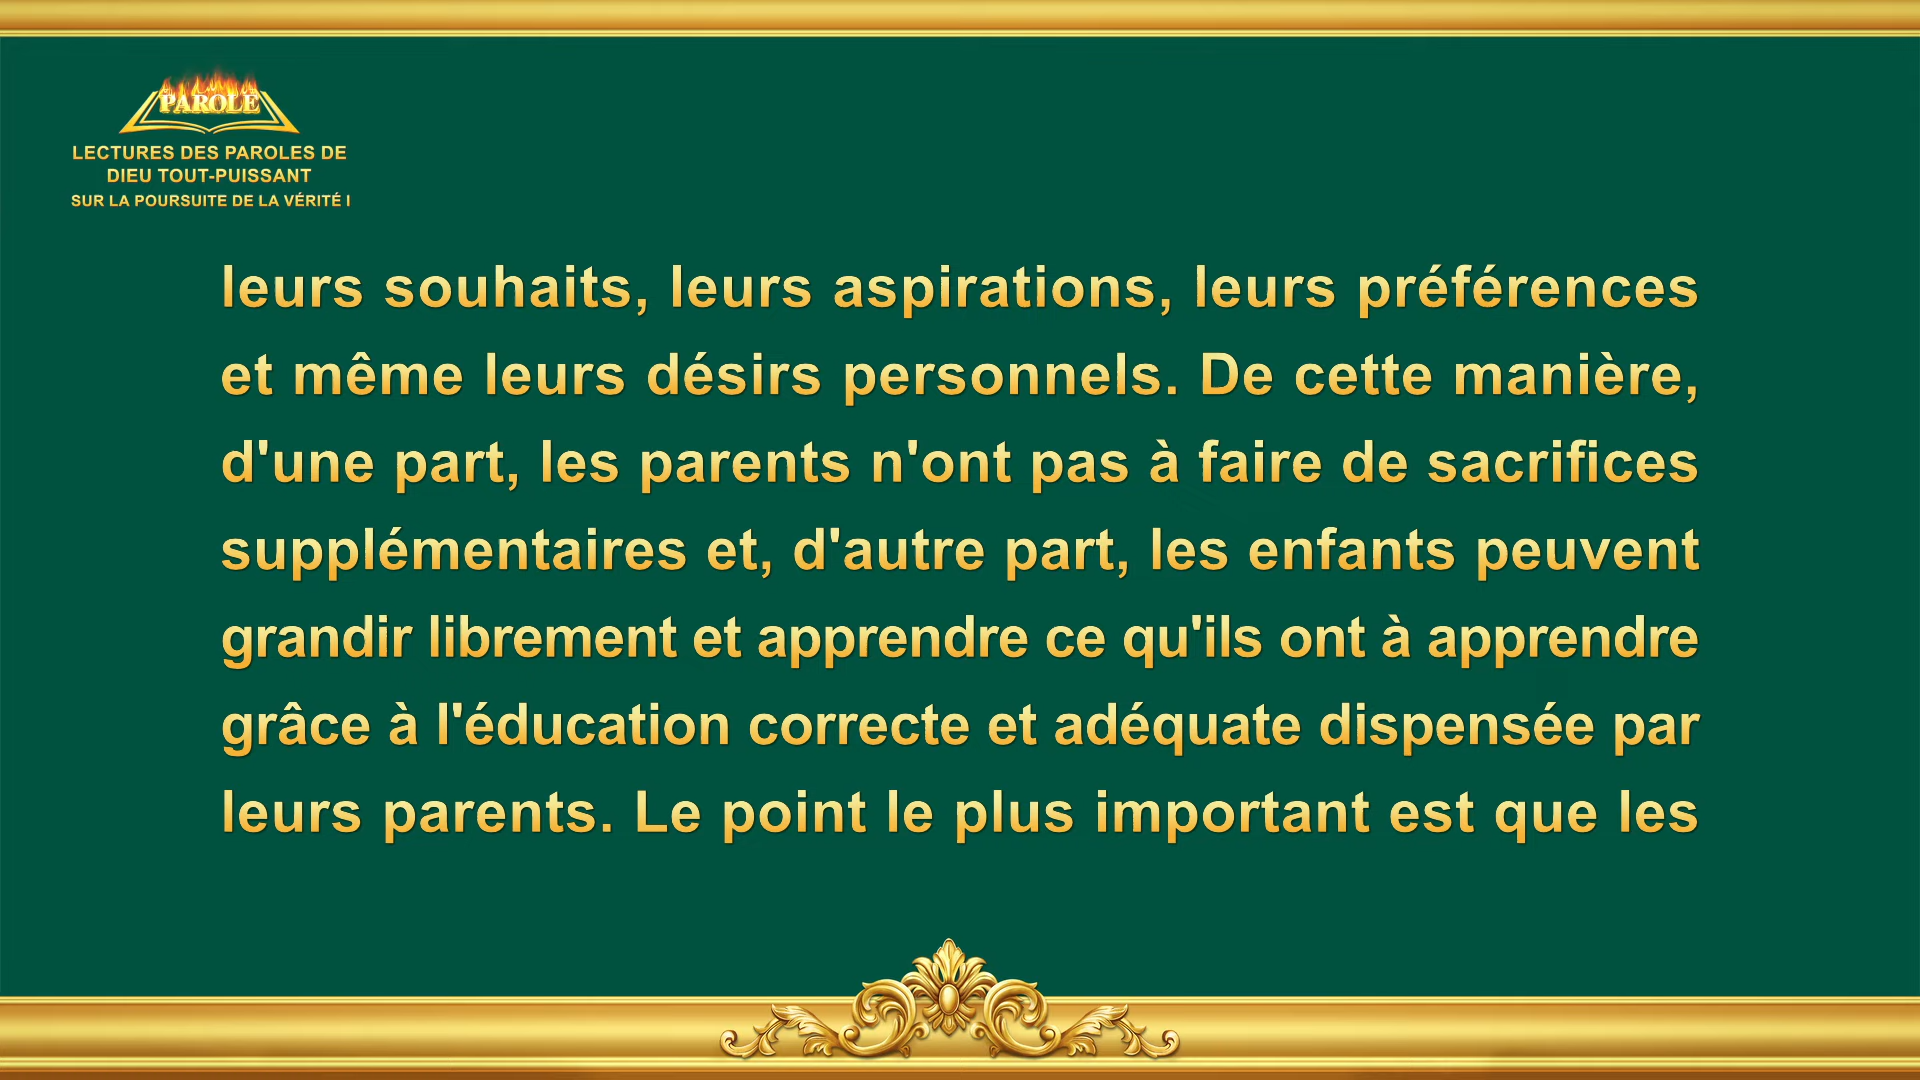 PAROLE
LECTURES DES PAROLES DE
DIEU TOUT-PUISSANT
SUR LA POURSUITE DE LA VÉRITÉ I
leurs souhaits, leurs aspirations, leurs préférences
et même leurs désirs personnels. De cette manière,
d'une part, les parents n'ont pas à faire de sacrifices
supplémentaires et, d'autre part, les enfants peuvent
grandir librement et apprendre ce qu'ils ont à apprendre
grâce à l'éducation correcte et adéquate dispensée par
leurs parents. Le point le plus important est que les